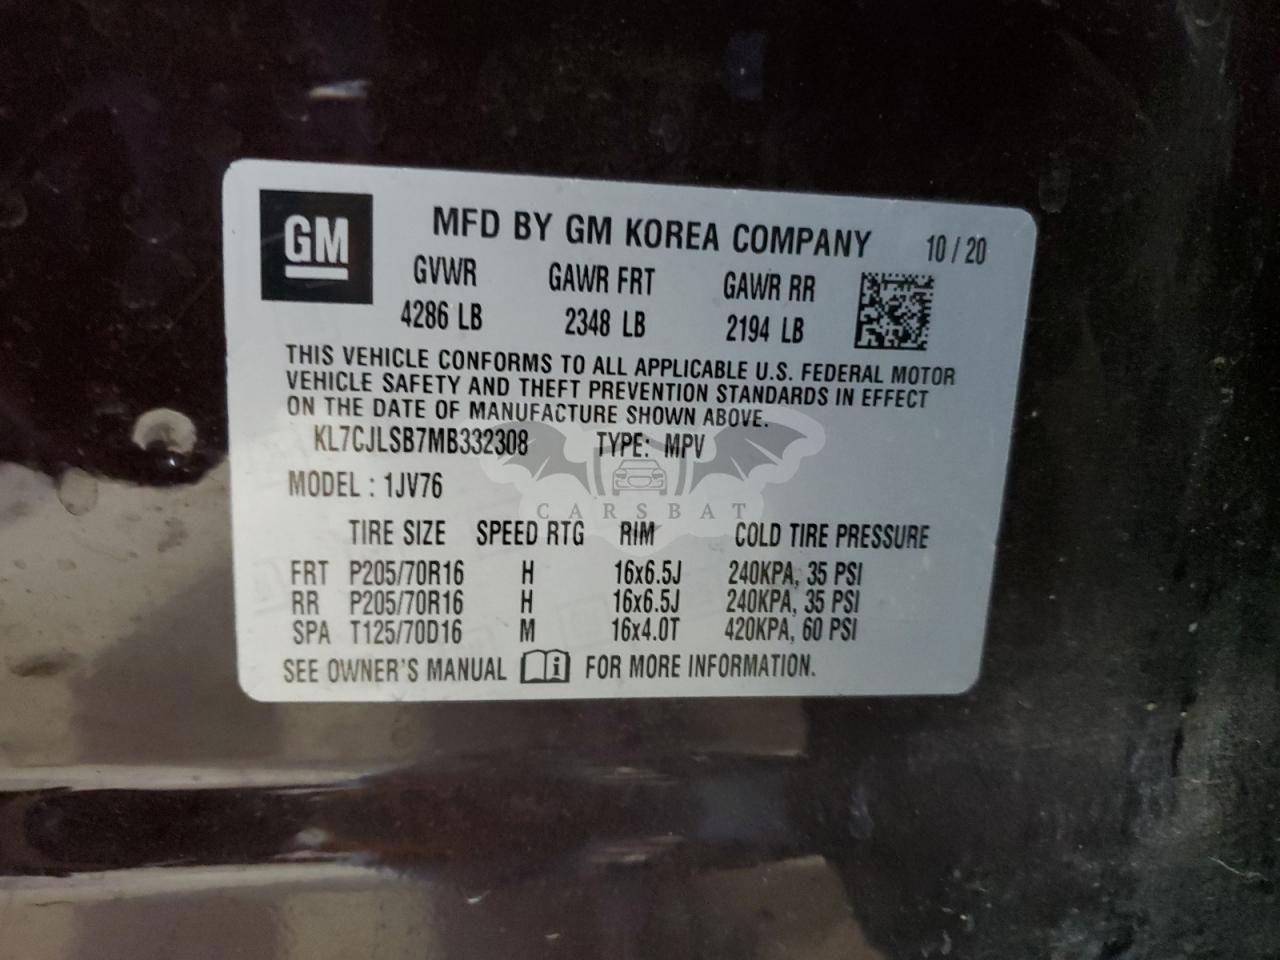 GM
MFD BY GM KOREA COMPANY 10 / 20
GVWR GAWR FRT GAWR RR
4286 LB 2348 LB 2194 LB
THIS VEHICLE CONFORMS TO ALL APPLICABLE U.S. FEDERAL MOTOR
VEHICLE SAFETY AND THEFT PREVENTION STANDARDS IN EFFECT
ON THE DATE OF MANUFACTURE SHOWN ABOVE.
KL7CJLSB7MB332308 TYPE: MPV
MODEL : 1JV76
CARSBAT
TIRE SIZE SPEED RTG RIM COLD TIRE PRESSURE
FRT P205/70R16 H 16x6.5J 240KPA, 35 PSI
RR P205/70R16 H 16x6.5J 240KPA, 35 PSI
SPA T125/70D16 M 16x4.0T 420KPA, 60 PSI
SEE OWNER'S MANUAL i FOR MORE INFORMATION.